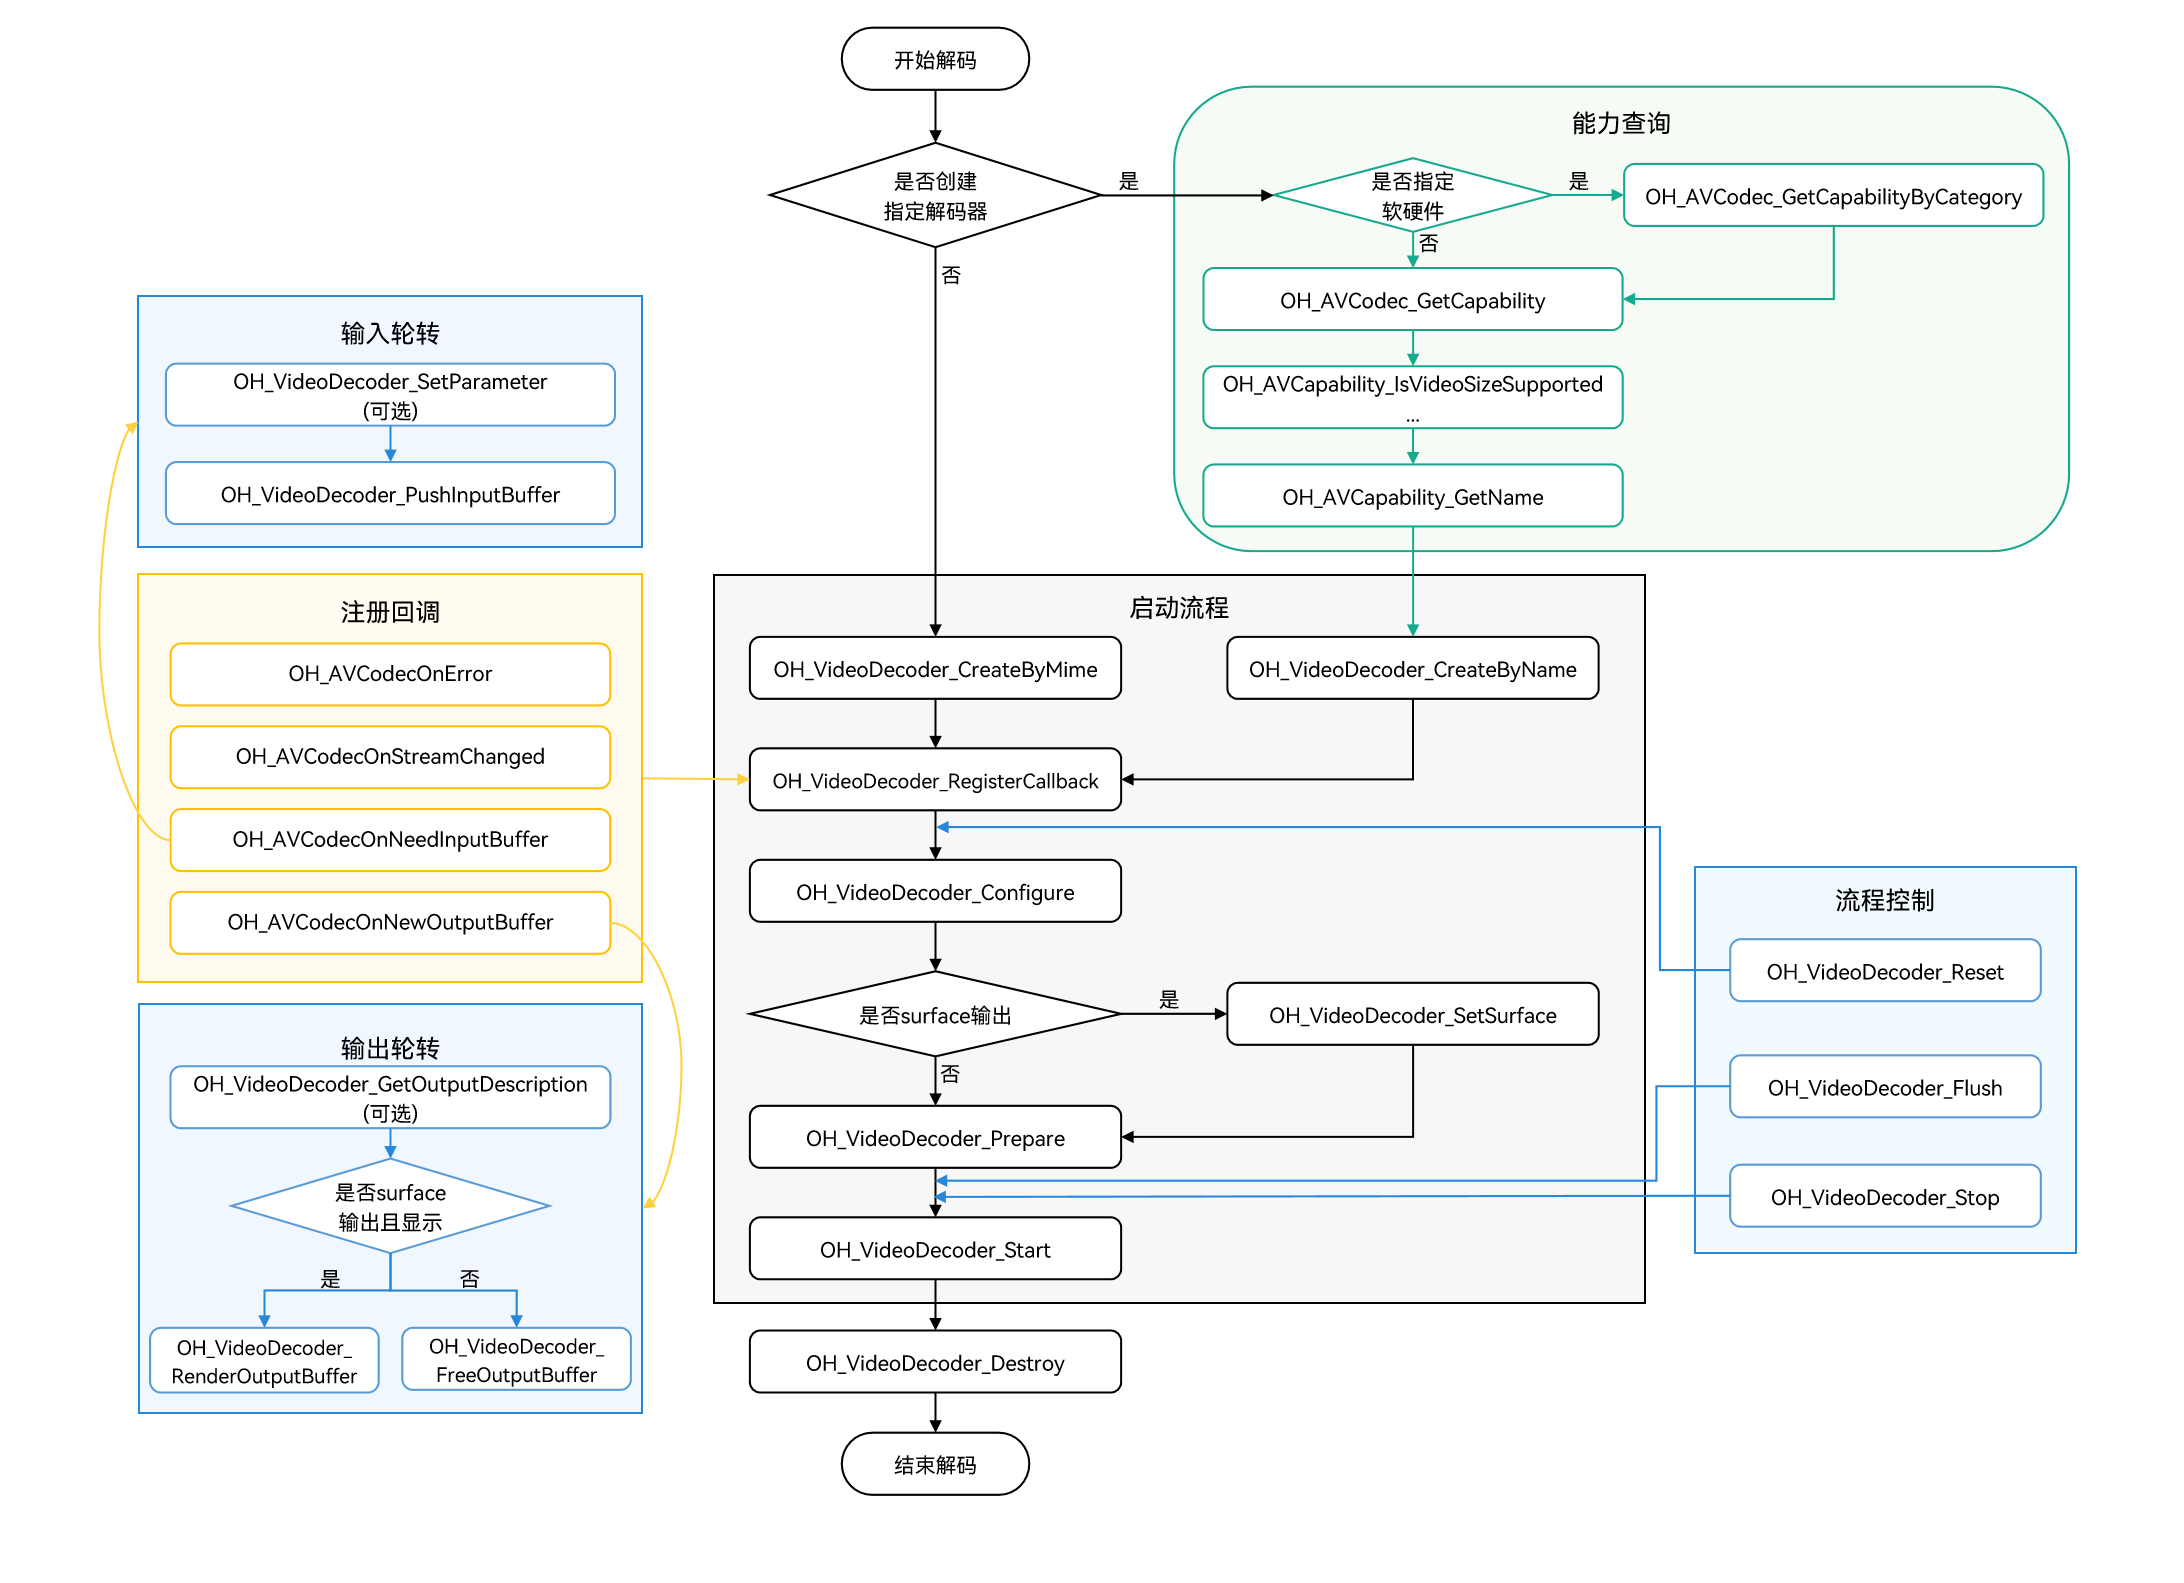 开始解码
是否创建
指定解码器
是
否
能力查询
是否指定
软硬件
是
否
OH_AVCodec_GetCapabilityByCategory
OH_AVCodec_GetCapability
OH_AVCapability_IsVideoSizeSupported
...
OH_AVCapability_GetName
输入轮转
OH_VideoDecoder_SetParameter
(可选)
OH_VideoDecoder_PushInputBuffer
注册回调
OH_AVCodecOnError
OH_AVCodecOnStreamChanged
OH_AVCodecOnNeedInputBuffer
OH_AVCodecOnNewOutputBuffer
输出轮转
OH_VideoDecoder_GetOutputDescription
(可选)
是否surface
输出且显示
是
否
OH_VideoDecoder_
RenderOutputBuffer
OH_VideoDecoder_
FreeOutputBuffer
启动流程
OH_VideoDecoder_CreateByMime
OH_VideoDecoder_CreateByName
OH_VideoDecoder_RegisterCallback
OH_VideoDecoder_Configure
是否surface输出
是
否
OH_VideoDecoder_SetSurface
OH_VideoDecoder_Prepare
OH_VideoDecoder_Start
OH_VideoDecoder_Destroy
结束解码
流程控制
OH_VideoDecoder_Reset
OH_VideoDecoder_Flush
OH_VideoDecoder_Stop